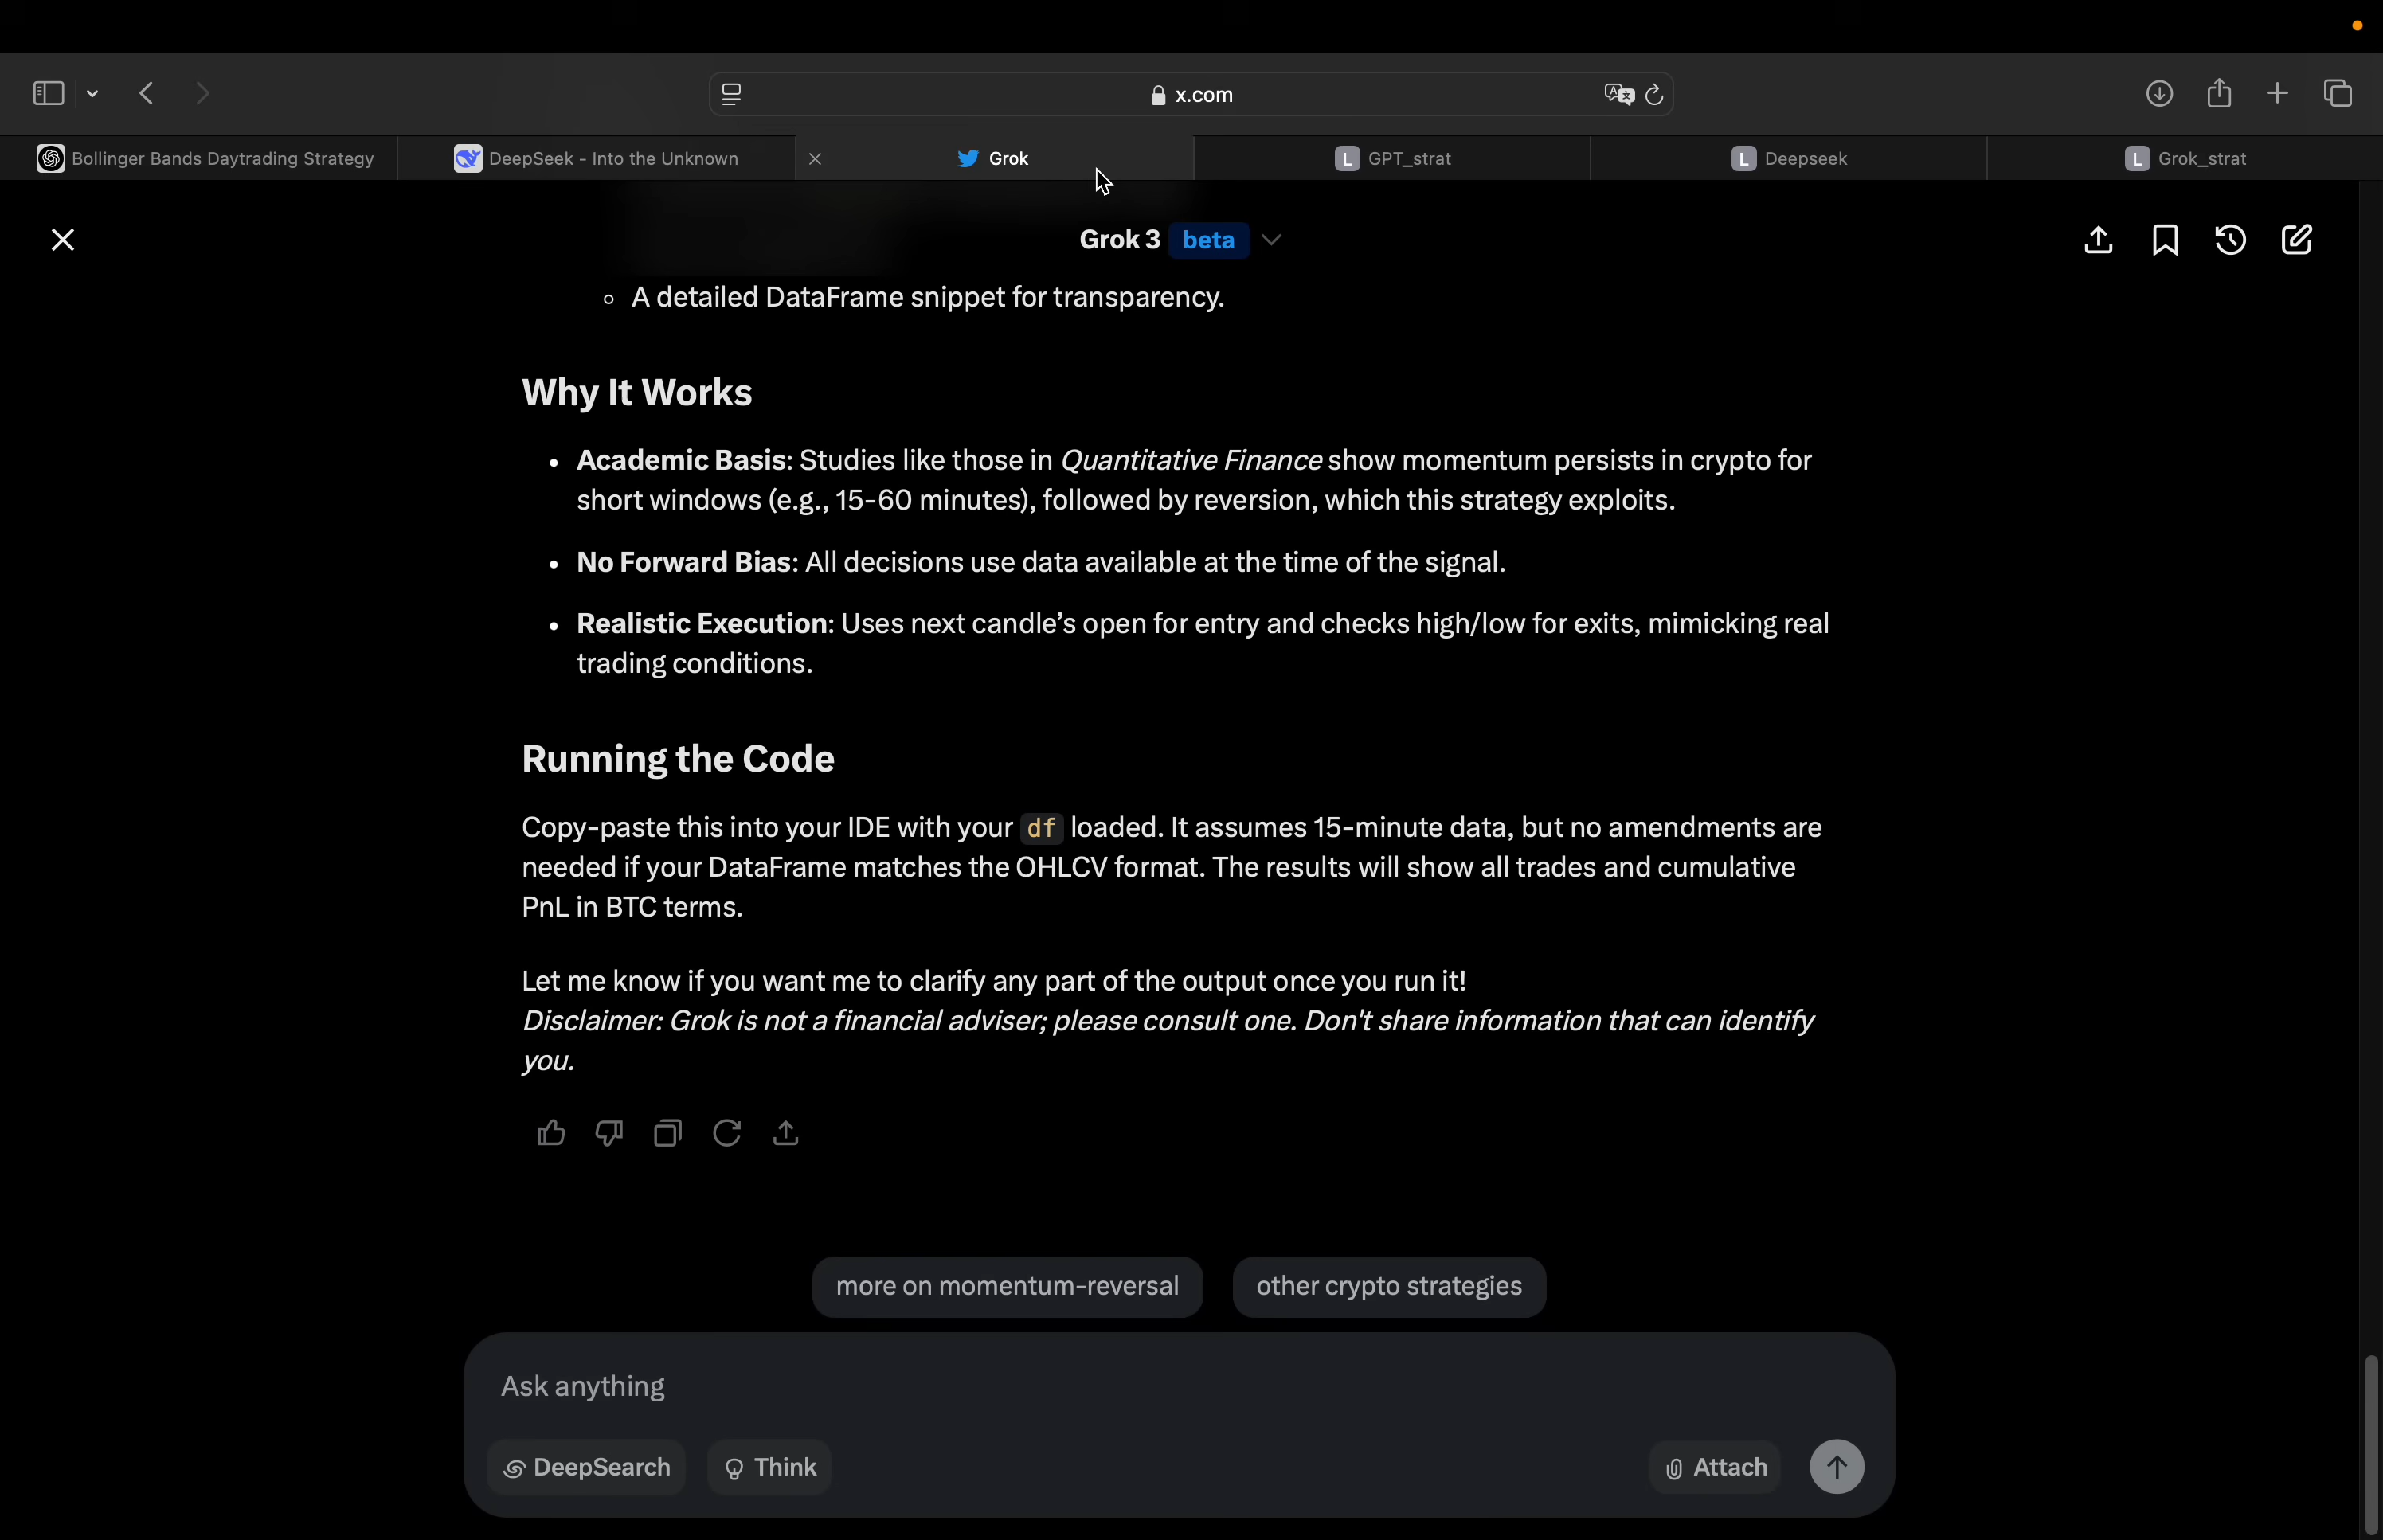 x.com
Bollinger Bands Daytrading Strategy
DeepSeek - Into the Unknown
Grok
L GPT_strat
L Deepseek
L Grok_strat
Grok 3 beta
A detailed DataFrame snippet for transparency.
Why It Works
• Academic Basis: Studies like those in Quantitative Finance show momentum persists in crypto for
short windows (e.g., 15-60 minutes), followed by reversion, which this strategy exploits.
• No Forward Bias: All decisions use data available at the time of the signal.
• Realistic Execution: Uses next candle’s open for entry and checks high/low for exits, mimicking real
trading conditions.
Running the Code
Copy-paste this into your IDE with your df loaded. It assumes 15-minute data, but no amendments are
needed if your DataFrame matches the OHLCV format. The results will show all trades and cumulative
PnL in BTC terms.
Let me know if you want me to clarify any part of the output once you run it!
Disclaimer: Grok is not a financial adviser; please consult one. Don't share information that can identify
you.
more on momentum-reversal
other crypto strategies
Ask anything
DeepSearch
Think
Attach